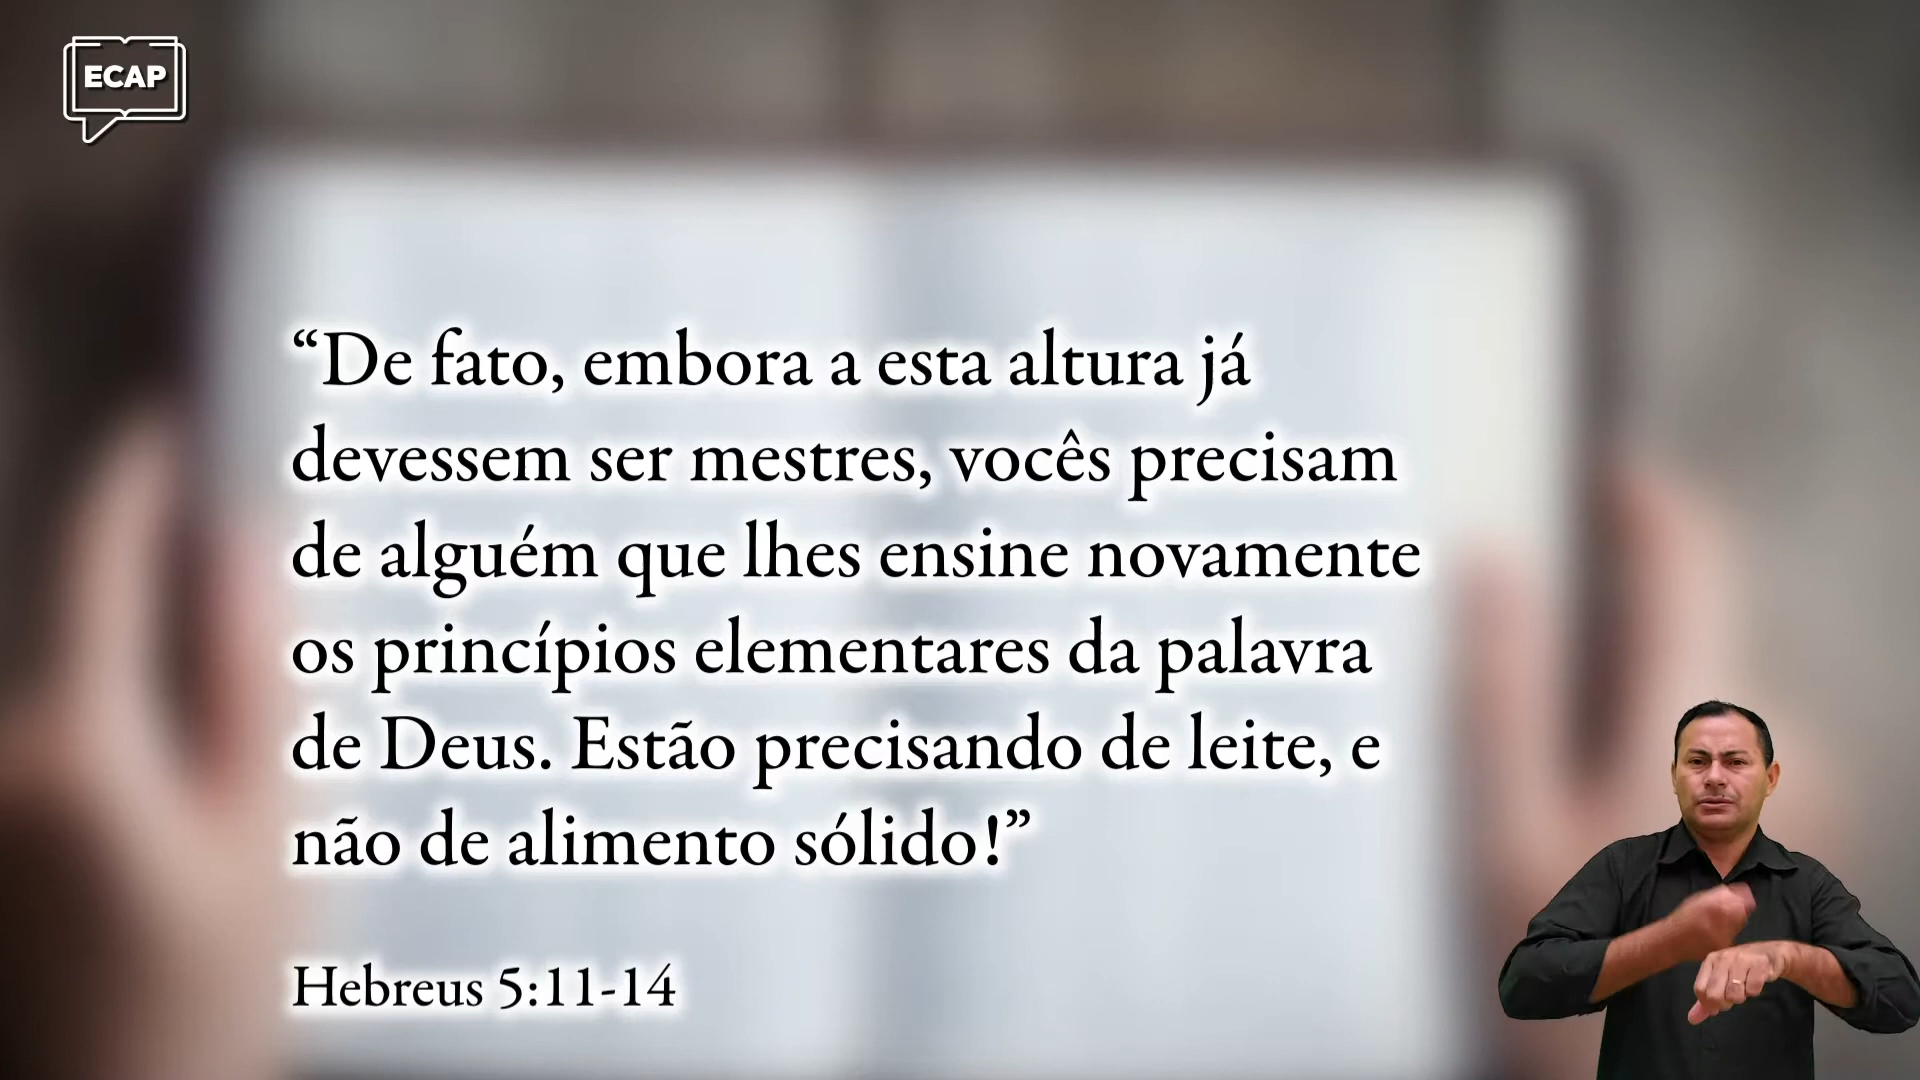 ECAP
“De fato, embora a esta altura já
devessem ser mestres, vocês precisam
de alguém que lhes ensine novamente
os princípios elementares da palavra
de Deus. Estão precisando de leite, e
não de alimento sólido!”
Hebreus 5:11-14